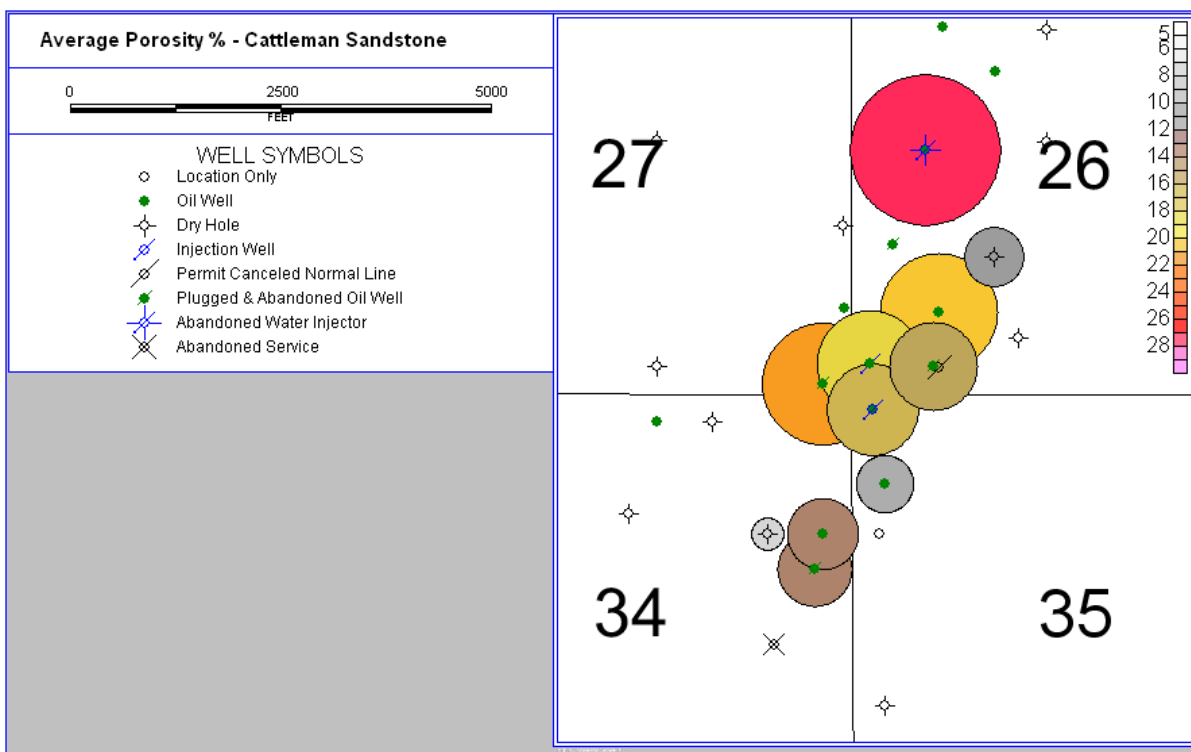 Average Porosity % - Cattleman Sandstone
0 2500 5000
FEET
WELL SYMBOLS
Location Only
Oil Well
Dry Hole
Injection Well
Permit Canceled Normal Line
Plugged & Abandoned Oil Well
Abandoned Water Injector
Abandoned Service
27
26
34
35
5
6
8
10
12
14
16
18
20
22
24
26
28